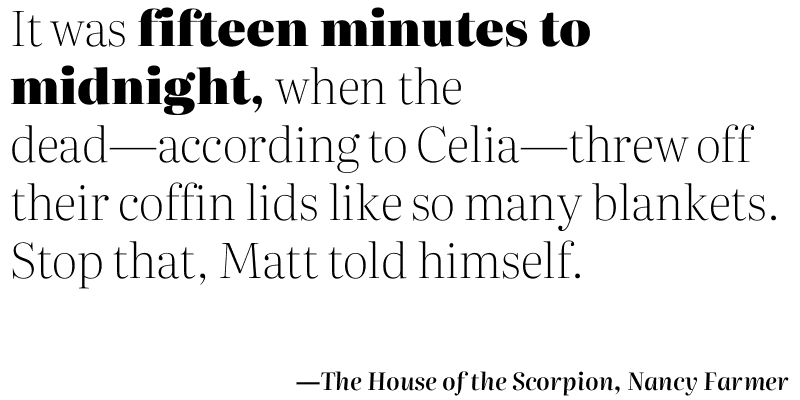 It was fifteen minutes to
midnight, when the
dead—according to Celia—threw off
their coffin lids like so many blankets.
Stop that, Matt told himself.
—The House of the Scorpion, Nancy Farmer